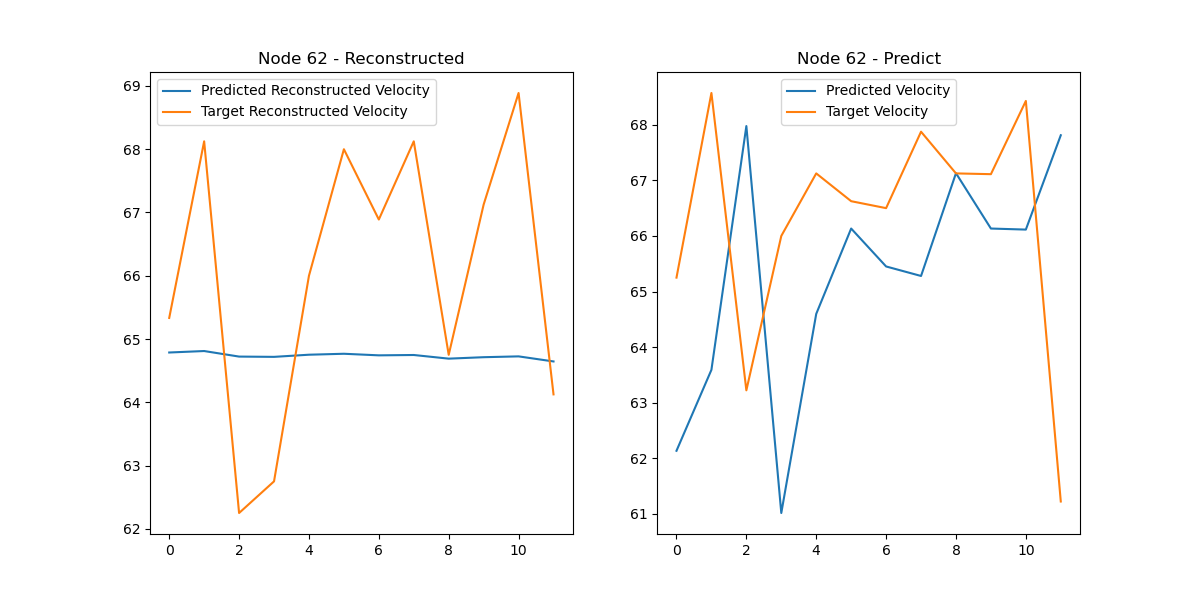 Node 62 - Reconstructed
Predicted Reconstructed Velocity
Target Reconstructed Velocity
69
68
67
66
65
64
63
62
0 2 4 6 8 10
Node 62 - Predict
Predicted Velocity
Target Velocity
68
67
66
65
64
63
62
61
0 2 4 6 8 10